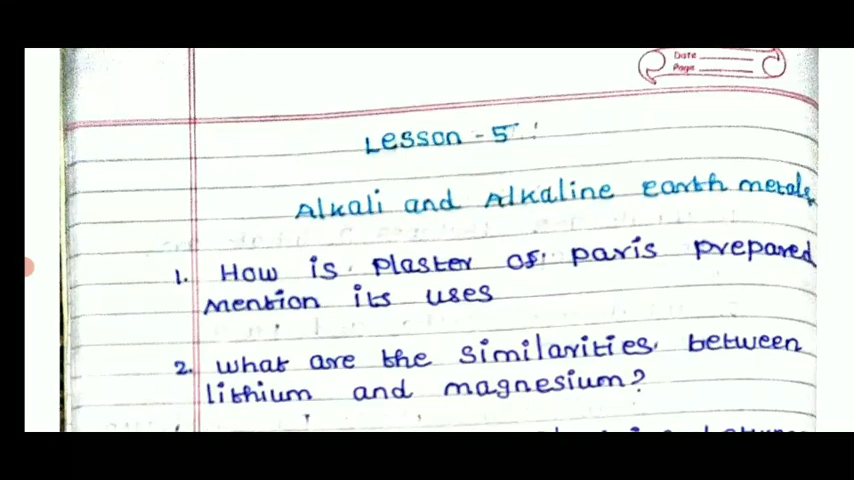 Date
Page
Lesson - 5
Alkali and Alkaline earth metals
1. How is plaster of paris prepared
mention its uses
2. what are the similarities between
lithium and magnesium?